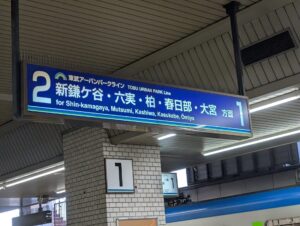 2
東武アーバンパークライン TOBU URBAN PARK Line
新鎌ケ谷・六実・柏・春日部・大宮 方面
for Shin-kamagaya, Mutsumi, Kashiwa, Kasukabe, Omiya
1
1